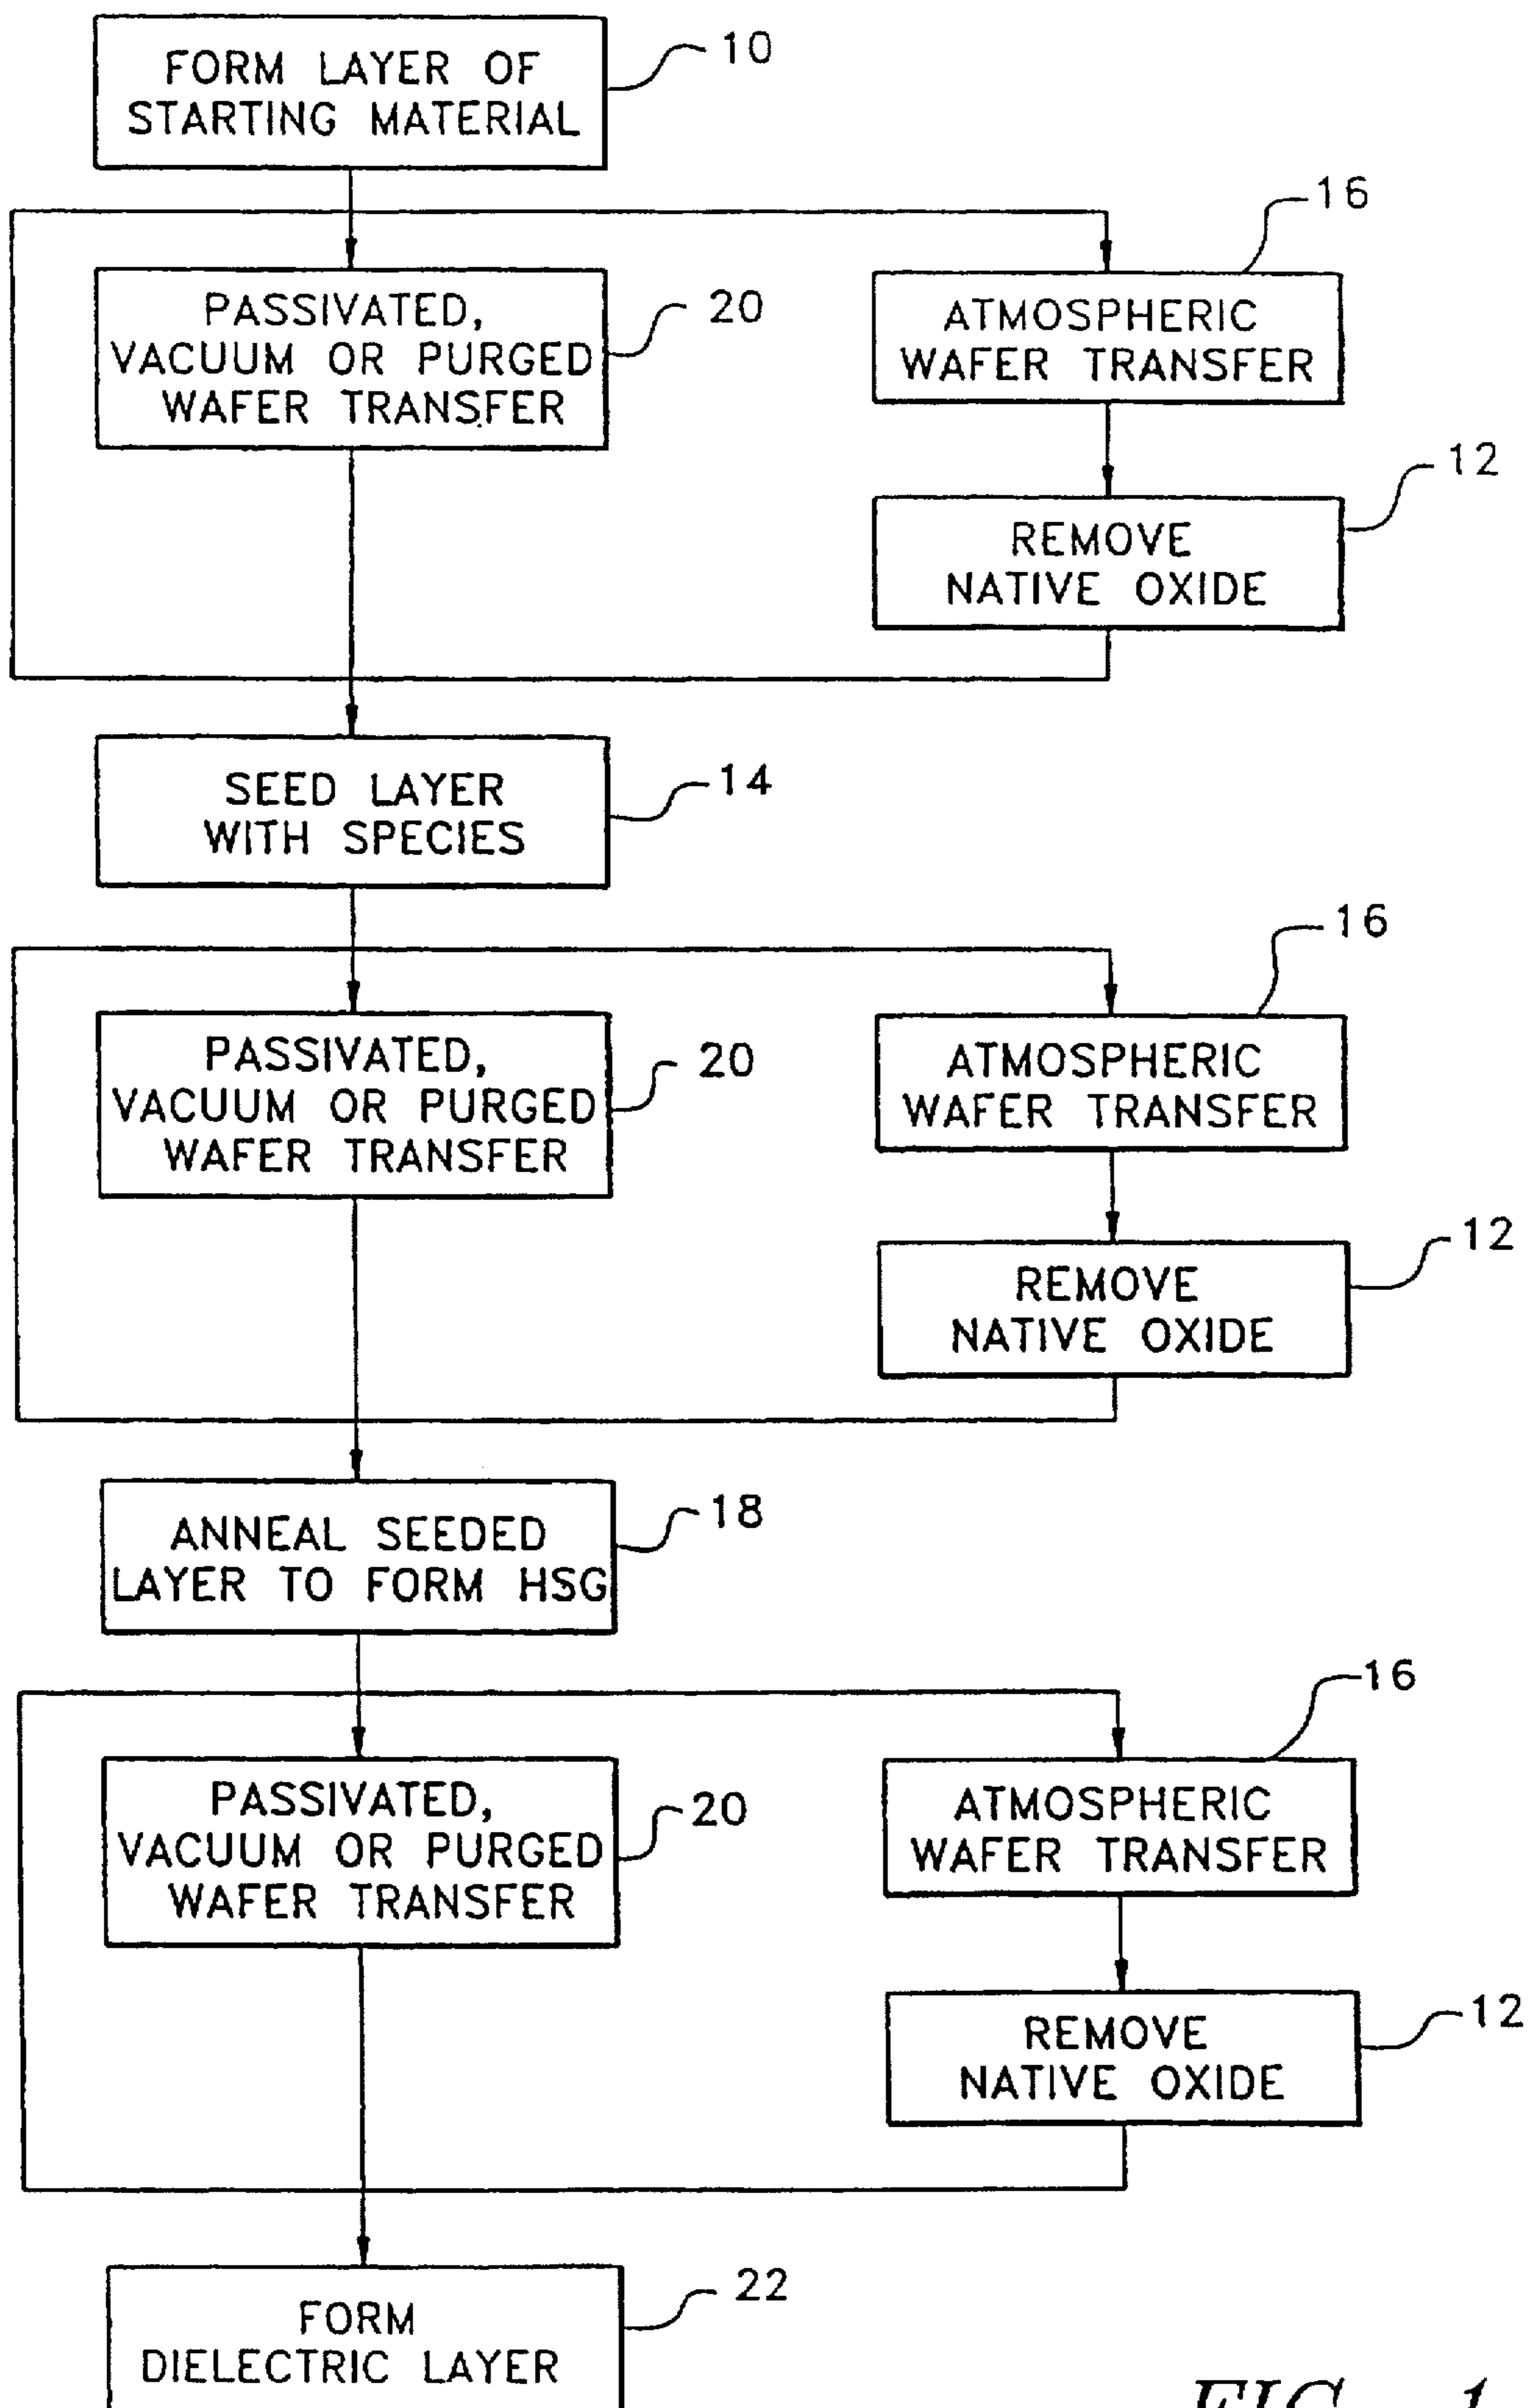 FORM LAYER OF
STARTING MATERIAL
10
PASSIVATED,
VACUUM OR PURGED
WAFER TRANSFER
20
ATMOSPHERIC
WAFER TRANSFER
16
REMOVE
NATIVE OXIDE
12
SEED LAYER
WITH SPECIES
14
PASSIVATED,
VACUUM OR PURGED
WAFER TRANSFER
20
ATMOSPHERIC
WAFER TRANSFER
16
REMOVE
NATIVE OXIDE
12
ANNEAL SEEDED
LAYER TO FORM HSG
18
PASSIVATED,
VACUUM OR PURGED
WAFER TRANSFER
20
ATMOSPHERIC
WAFER TRANSFER
16
REMOVE
NATIVE OXIDE
12
FORM
DIELECTRIC LAYER
22
FIG. 1